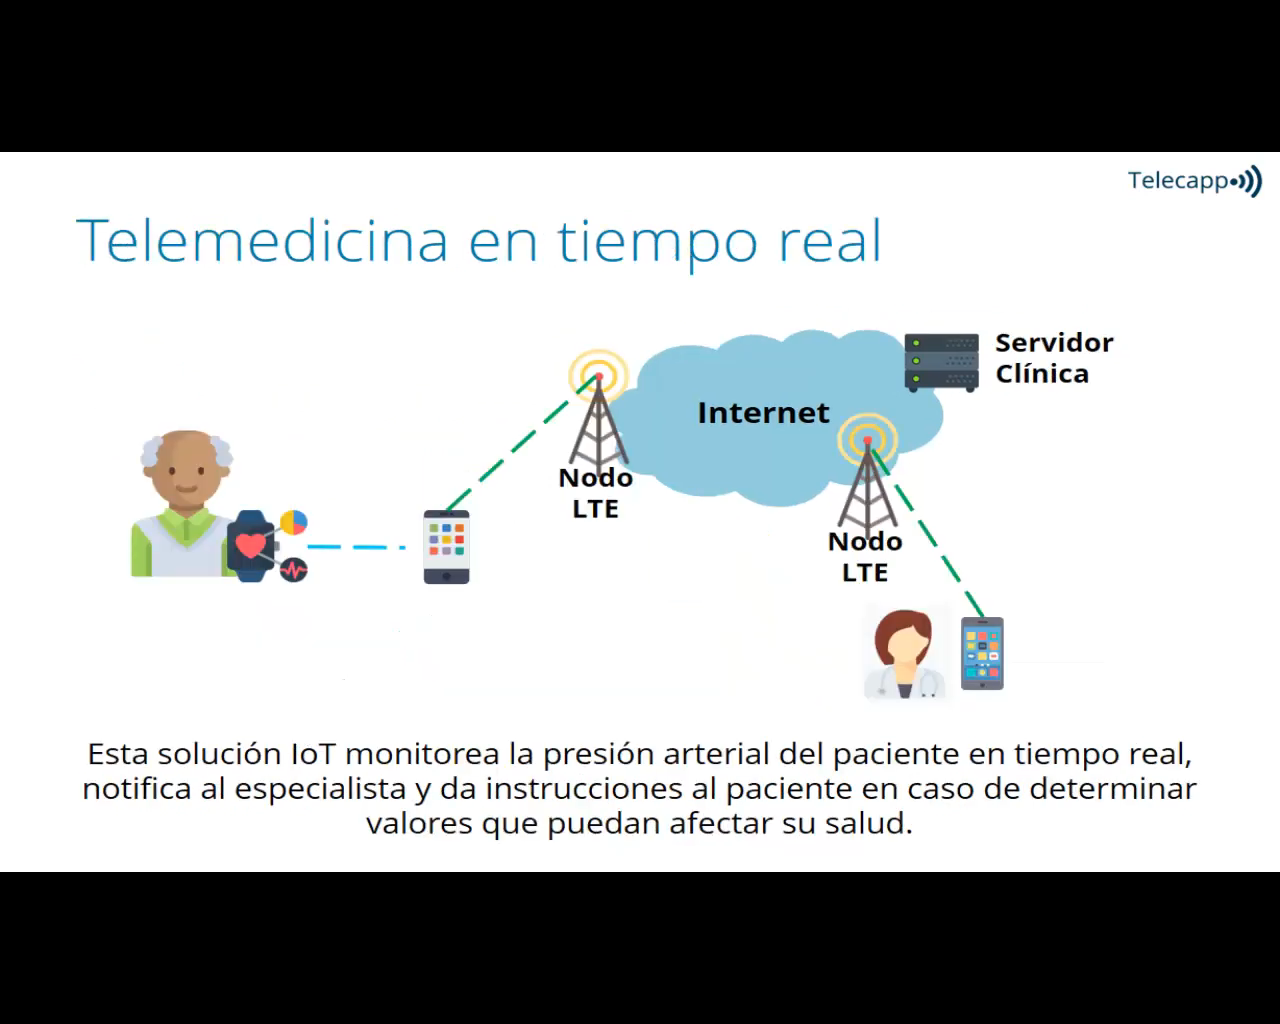 Telecapp
Telemedicina en tiempo real
Servidor
Clínica
Internet
Nodo
LTE
Nodo
LTE
Esta solución IoT monitorea la presión arterial del paciente en tiempo real,
notifica al especialista y da instrucciones al paciente en caso de determinar
valores que puedan afectar su salud.